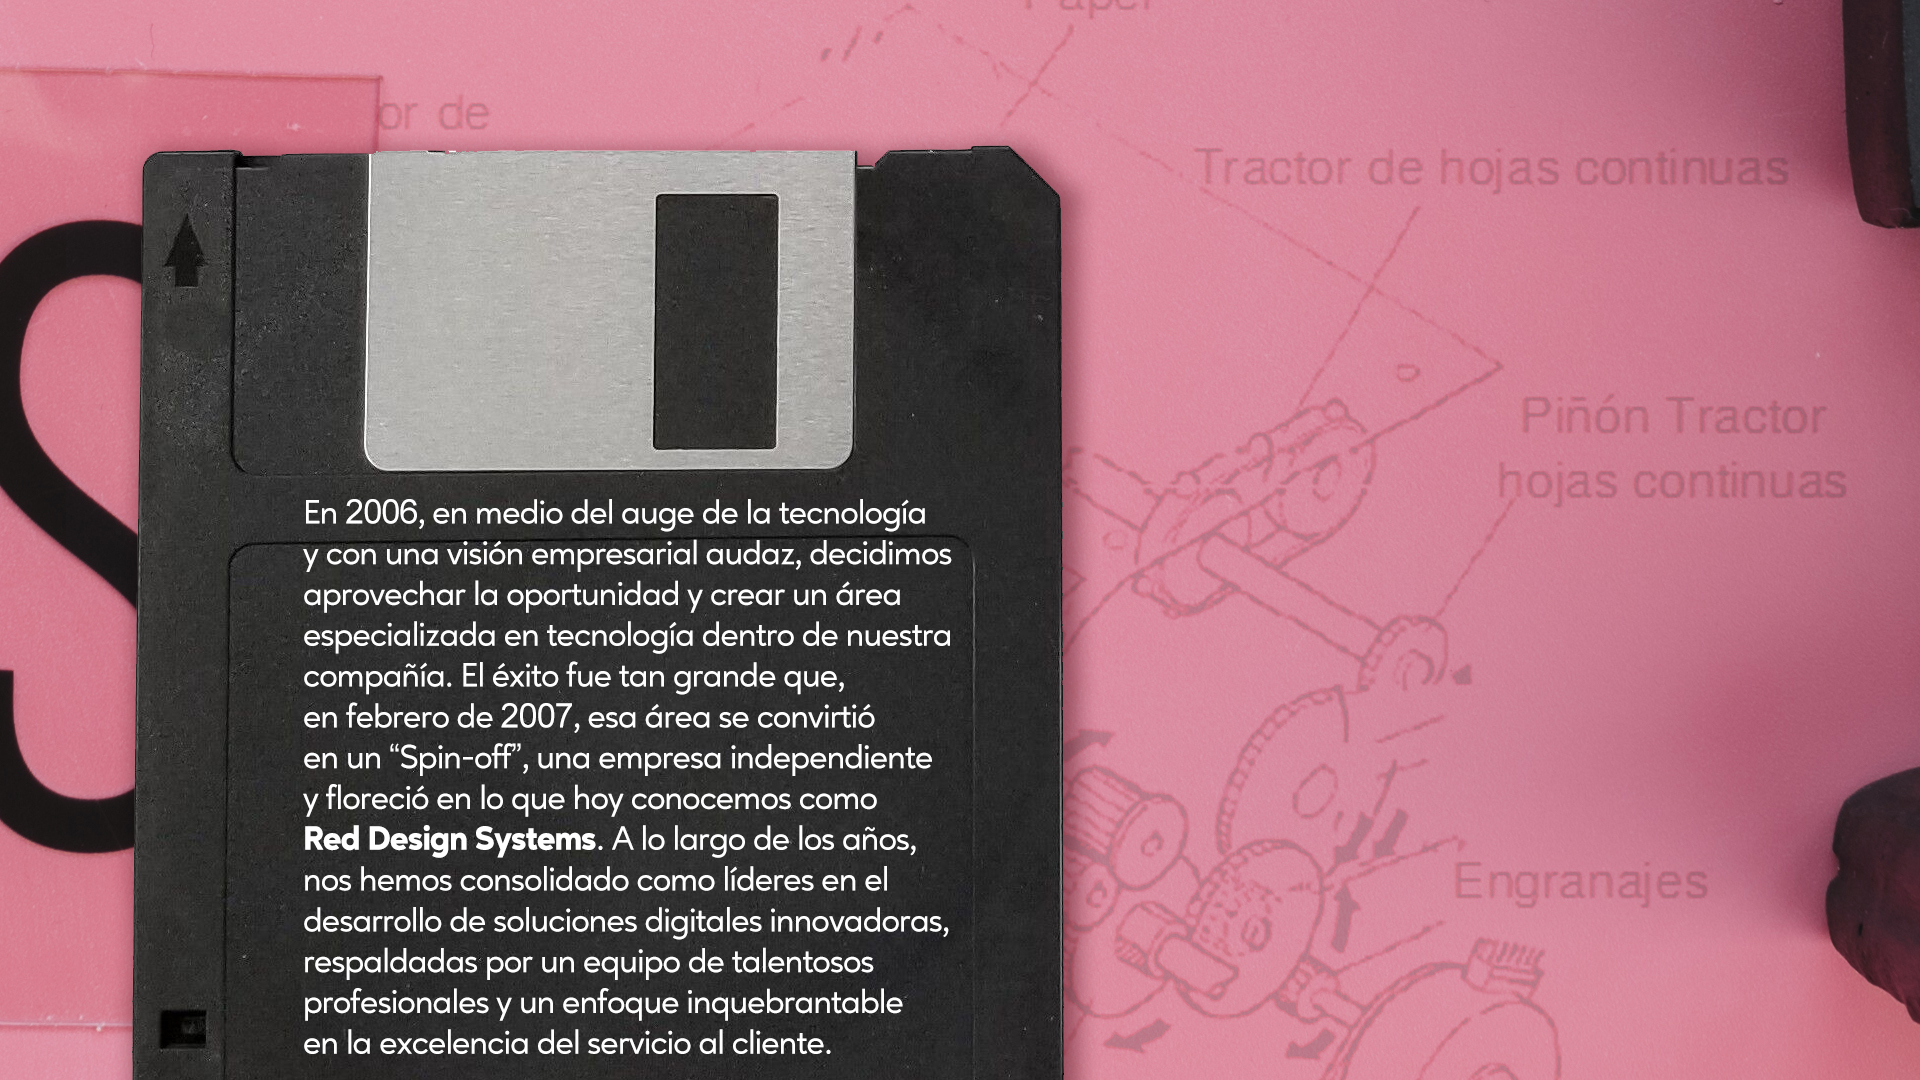 Paper
or de
Tractor de hojas continuas
Piñón Tractor
hojas continuas
S
En 2006, en medio del auge de la tecnología
y con una visión empresarial audaz, decidimos
aprovechar la oportunidad y crear un área
especializada en tecnología dentro de nuestra
compañía. El éxito fue tan grande que,
en febrero de 2007, esa área se convirtió
en un “Spin-off”, una empresa independiente
y floreció en lo que hoy conocemos como
Red Design Systems. A lo largo de los años,
nos hemos consolidado como líderes en el
desarrollo de soluciones digitales innovadoras,
respaldadas por un equipo de talentosos
profesionales y un enfoque inquebrantable
en la excelencia del servicio al cliente.
Engranajes